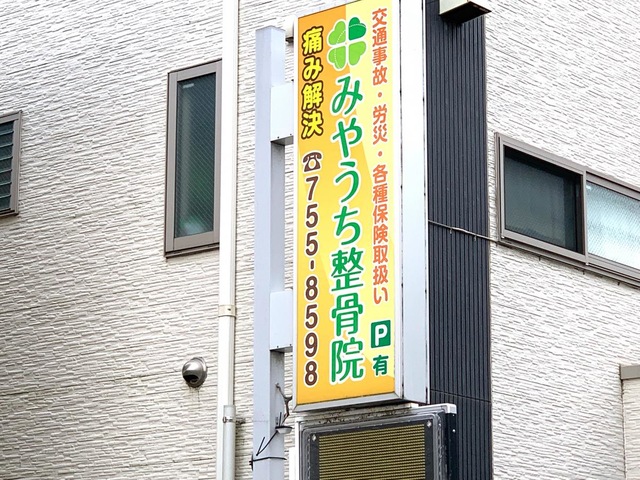 交通事故・労災・各種保険取扱い
みやうち整骨院
P有
痛み解決
☎755-8598